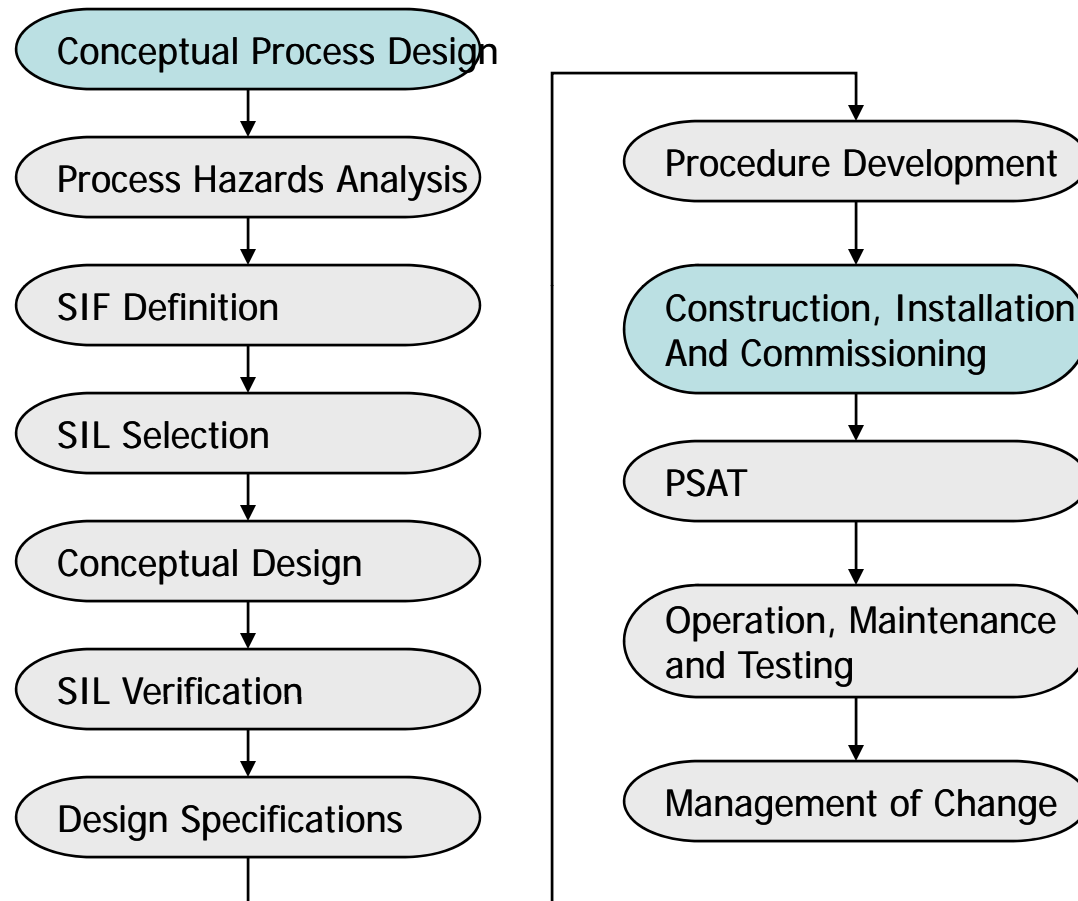 Conceptual Process Design
Process Hazards Analysis
SIF Definition
SIL Selection
Conceptual Design
SIL Verification
Design Specifications
Procedure Development
Construction, Installation
And Commissioning
PSAT
Operation, Maintenance
and Testing
Management of Change